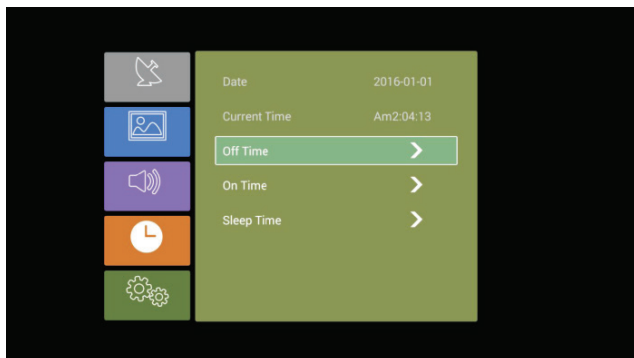 Date 2016-01-01
Current Time Am2:04:13
Off Time
On Time
Sleep Time